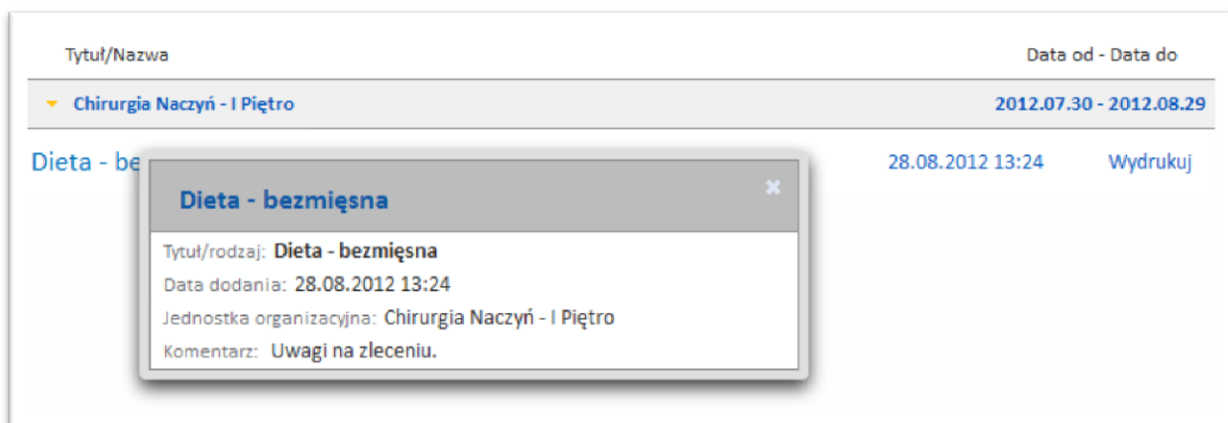 Tytuł/Nazwa Data od - Data do
Chirurgia Naczyń - I Piętro 2012.07.30 - 2012.08.29
Dieta - be 28.08.2012 13:24 Wydrukuj
Dieta - bezmięsna
Tytuł/rodzaj: Dieta - bezmięsna
Data dodania: 28.08.2012 13:24
Jednostka organizacyjna: Chirurgia Naczyń - I Piętro
Komentarz: Uwagi na zleceniu.